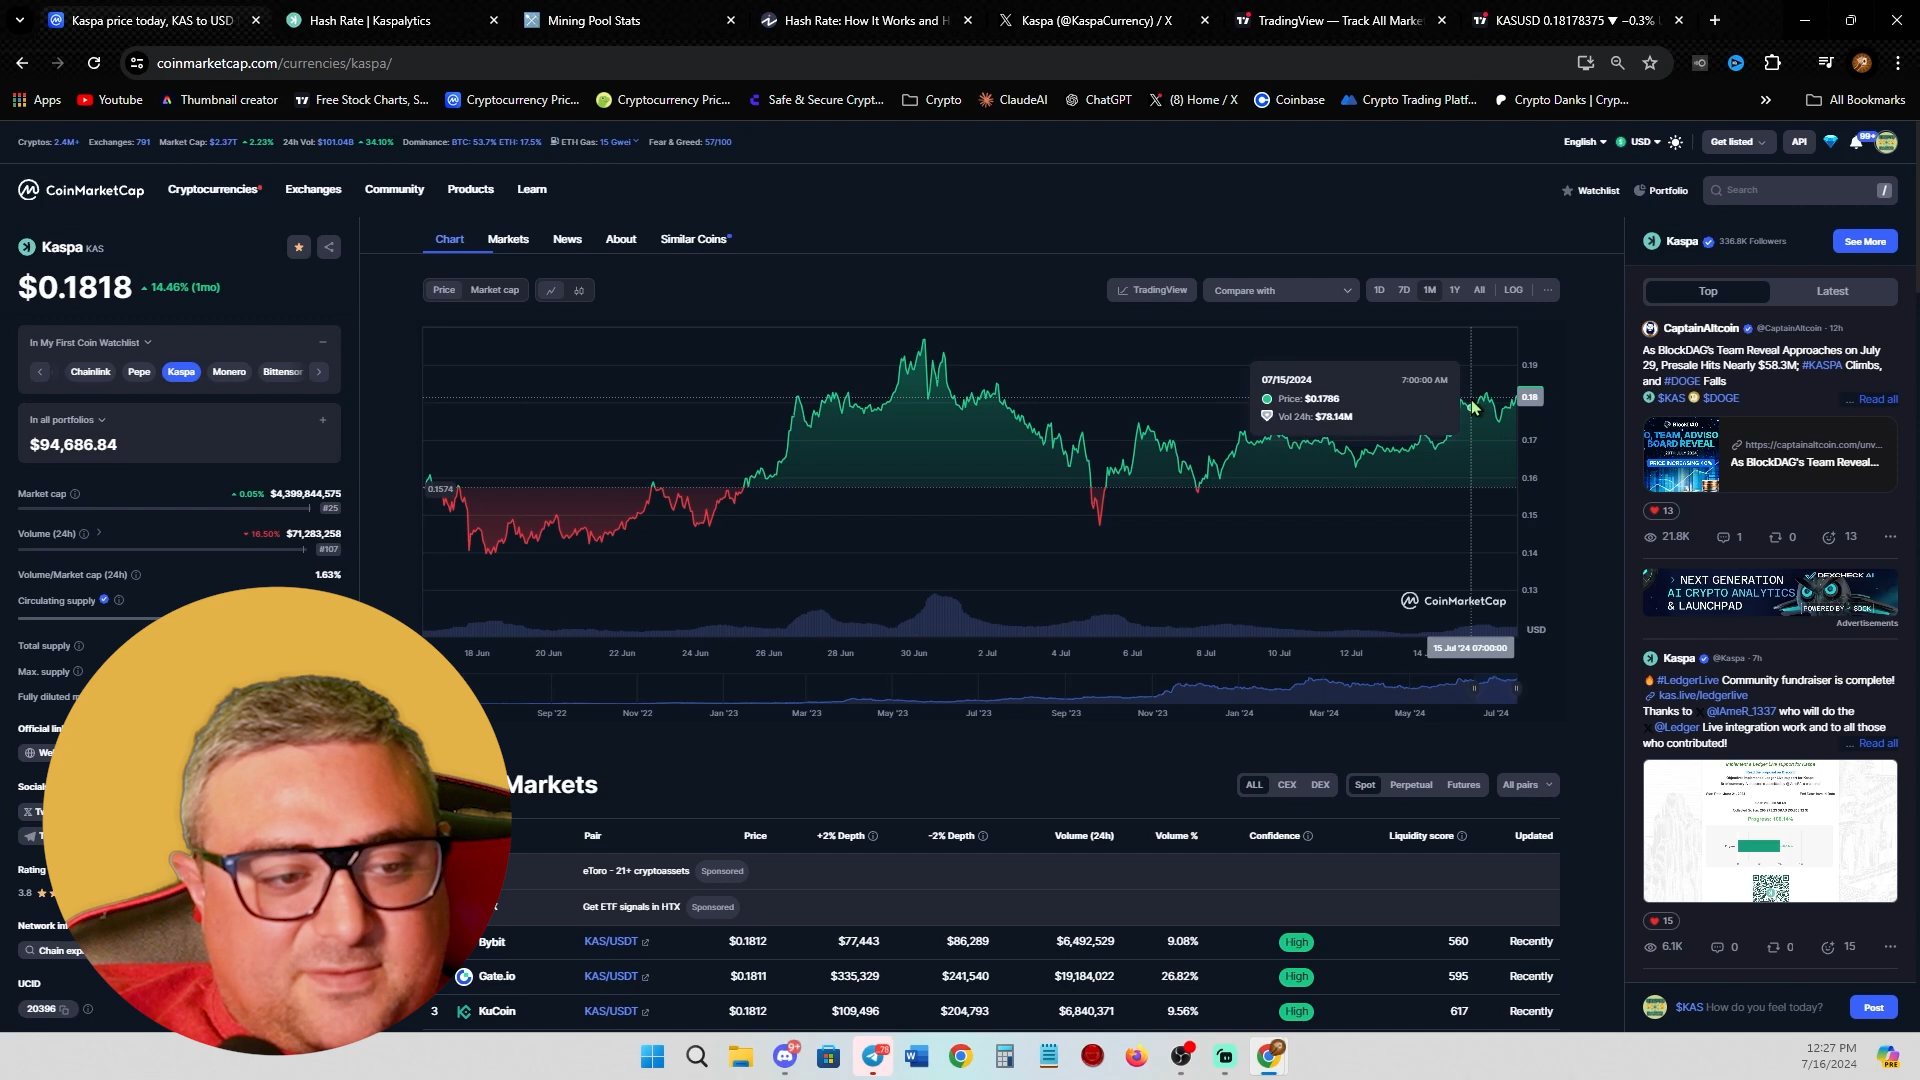 Kaspa price today, KAS to USD
Hash Rate | Kaspalytics
Mining Pool Stats
Hash Rate: How It Works and H
Kaspa (@KaspaCurrency) / X
TradingView — Track All Marke
KASUSD 0.18178375 ▼ −0.3%
coinmarketcap.com/currencies/kaspa/
Apps
Youtube
Thumbnail creator
Free Stock Charts, S...
Cryptocurrency Pric...
Cryptocurrency Pric...
Safe & Secure Crypt...
Crypto
ClaudeAI
ChatGPT
(8) Home / X
Coinbase
Crypto Trading Platf...
Crypto Danks | Cryp...
All Bookmarks
Cryptos: 2.4M+ Exchanges: 791 Market Cap: $2.37T 2.23% 24h Vol: $101.04B 34.10% Dominance: BTC: 53.7% ETH: 17.5% ETH Gas: 15 Gwei Fear & Greed: 57/100
English USD Get listed API 99+
CoinMarketCap Cryptocurrencies Exchanges Community Products Learn
Watchlist Portfolio Search /
Kaspa KAS
$0.1818 14.46% (1mo)
In My First Coin Watchlist
Chainlink Pepe Kaspa Monero Bittensor
In all portfolios +
$94,686.84
Market cap 0.05% $4,399,844,575
#25
Volume (24h) 16.50% $71,283,258
#107
Volume/Market cap (24h) 1.63%
Circulating supply
Total supply
Max. supply
Fully diluted m
Official lin
We
Social
Tw
T
Rating
3.8
Network in
Chain exp
UCID
20396
Chart Markets News About Similar Coins
Price Market cap
TradingView Compare with 1D 7D 1M 1Y All LOG ...
07/15/2024 7:00:00 AM
Price: $0.1786
Vol 24h: $78.14M
0.1574
0.19
0.18
0.17
0.16
0.15
0.14
0.13
CoinMarketCap
USD
18 Jun 20 Jun 22 Jun 24 Jun 26 Jun 28 Jun 30 Jun 2 Jul 4 Jul 6 Jul 8 Jul 10 Jul 12 Jul 14 15 Jul '24 07:00:00
Sep '22 Nov '22 Jan '23 Mar '23 May '23 Jul '23 Sep '23 Nov '23 Jan '24 Mar '24 May '24 Jul '24
Markets
ALL CEX DEX Spot Perpetual Futures All pairs
Pair Price +2% Depth -2% Depth Volume (24h) Volume % Confidence Liquidity score Updated
eToro - 21+ cryptoassets Sponsored
Get ETF signals in HTX Sponsored
Bybit KAS/USDT $0.1812 $77,443 $86,289 $6,492,529 9.08% High 560 Recently
Gate.io KAS/USDT $0.1811 $335,329 $241,540 $19,184,022 26.82% High 595 Recently
3 KuCoin KAS/USDT $0.1812 $109,496 $204,793 $6,840,371 9.56% High 617 Recently
Kaspa 336.8K Followers See More
Top Latest
CaptainAltcoin @CaptainAltcoin · 12h
As BlockDAG's Team Reveal Approaches on July
29, Presale Hits Nearly $58.3M; #KASPA Climbs,
and #DOGE Falls
$KAS $DOGE ... Read all
https://captainaltcoin.com/unv...
As BlockDAG's Team Reveal...
13
21.8K 1 0 13 ...
> NEXT GENERATION
AI CRYPTO ANALYTICS
& LAUNCHPAD
DEXCHECK AI
Advertisements
Kaspa @Kaspa · 7h
#LedgerLive Community fundraiser is complete!
kas.live/ledgerlive
Thanks to @IAmeR_1337 who will do the
@Ledger Live integration work and to all those
who contributed! ... Read all
15
6.1K 0 0 15 ...
$KAS How do you feel today? Post
12:27 PM
7/16/2024